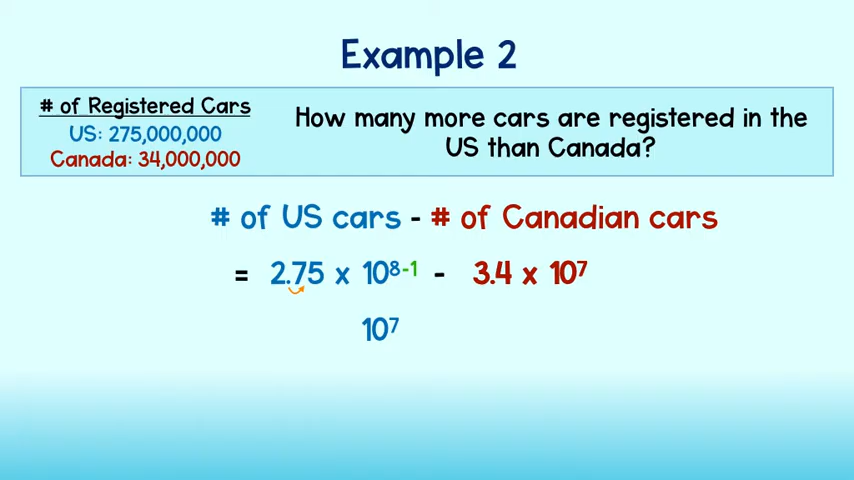 Example 2
# of Registered Cars
US: 275,000,000
Canada: 34,000,000
How many more cars are registered in the
US than Canada?
# of US cars - # of Canadian cars
= 2.75 x 10⁸⁻¹ - 3.4 x 10⁷
10⁷